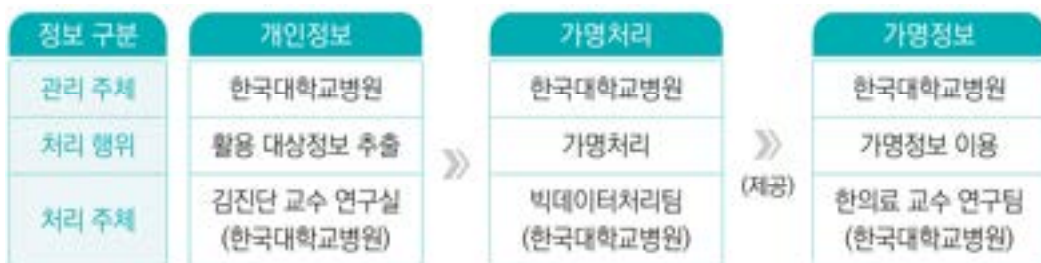 정보 구분 개인정보 가명처리 가명정보
관리 주체 한국대학교병원 한국대학교병원 한국대학교병원
처리 행위 활용 대상정보 추출 가명처리 가명정보 이용
처리 주체 김진단 교수 연구실 빅데이터처리팀 (제공) 한의료 교수 연구팀
(한국대학교병원) (한국대학교병원) (한국대학교병원)